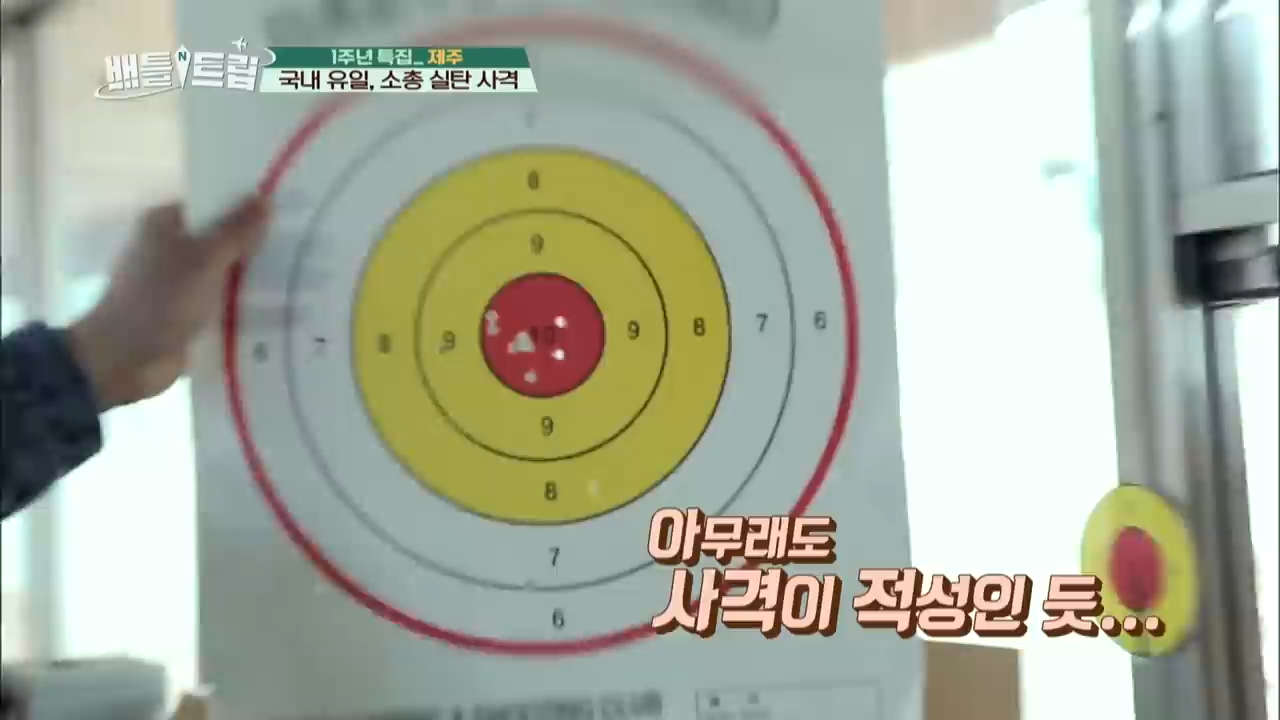 배틀트립
1주년 특집_ 제주
국내 유일, 소총 실탄 사격
8
9
6 7 8 9 10 9 8 7 6
9
8
7
6
아무래도
사격이 적성인 듯...